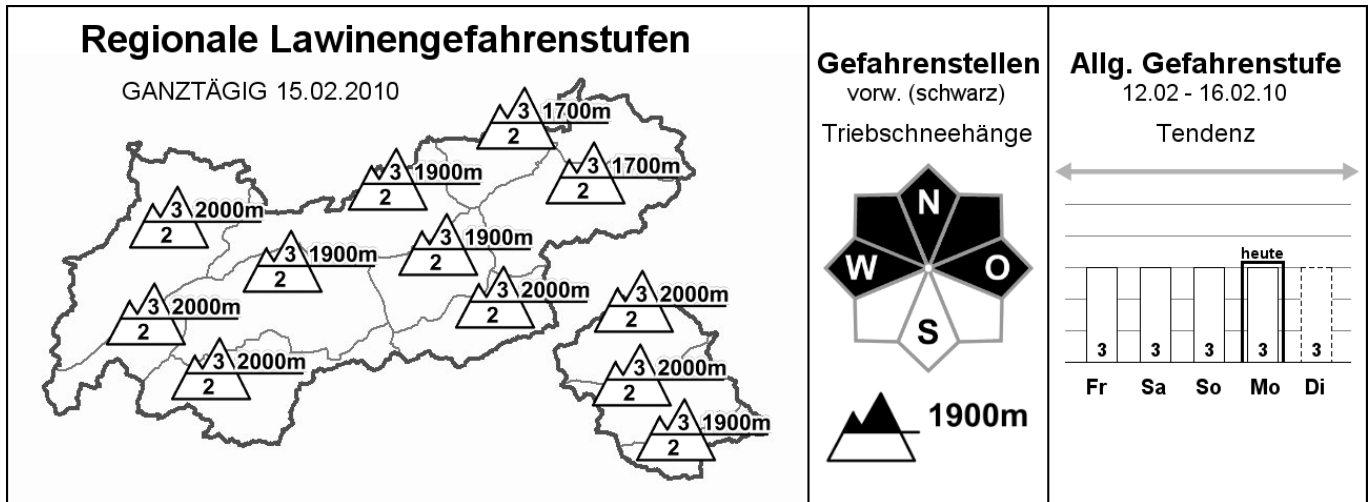 Regionale Lawinengefahrenstufen
GANZTÄGIG 15.02.2010
3 1700m
2
3 1700m
2
3 1900m
2
3 2000m
2
3 1900m
2
3 1900m
2
3 2000m
2
3 2000m
2
3 2000m
2
3 2000m
2
3 2000m
2
3 1900m
2
Gefahrenstellen
vorw. (schwarz)
Triebschneehänge
N
W O
S
1900m
Allg. Gefahrenstufe
12.02 - 16.02.10
Tendenz
heute
3 3 3 3 3
Fr Sa So Mo Di